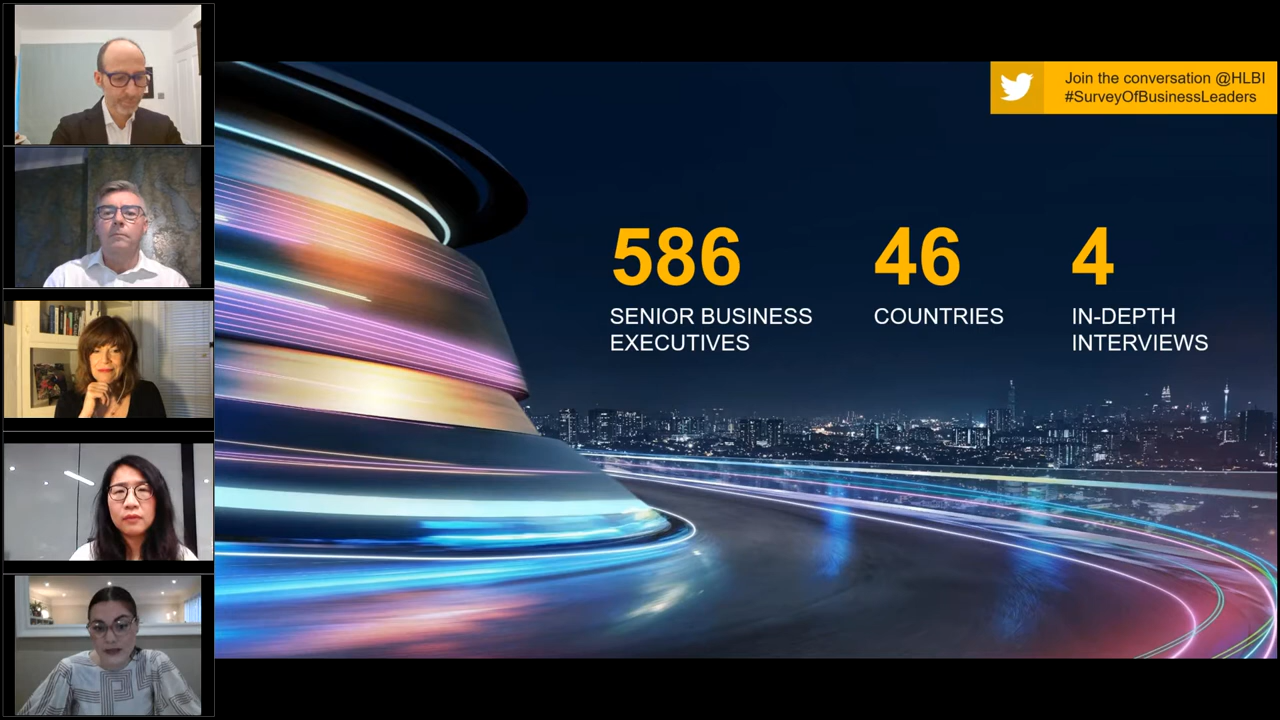 Join the conversation @HLBI
#SurveyOfBusinessLeaders
586
SENIOR BUSINESS
EXECUTIVES
46
COUNTRIES
4
IN-DEPTH
INTERVIEWS